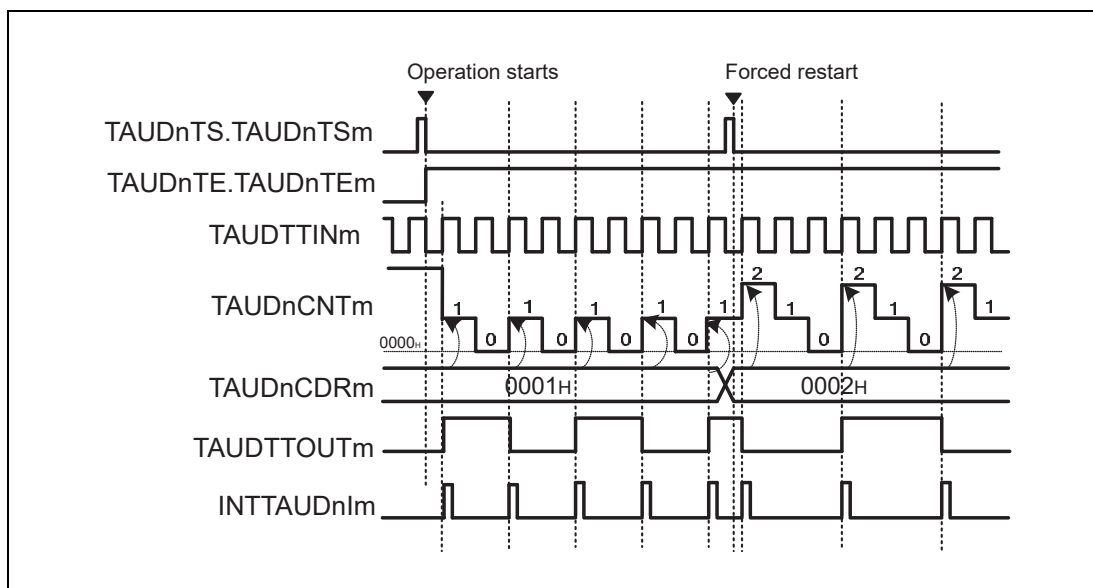 Operation starts Forced restart
TAUDnTS.TAUDnTSm
TAUDnTE.TAUDnTEm
TAUDTTINm
TAUDnCNTm 1 0 1 0 1 0 1 0 1 2 1 0 2 1 0 2 1
0000H
TAUDnCDRm 0001H 0002H
TAUDTTOUTm
INTTAUDnIm